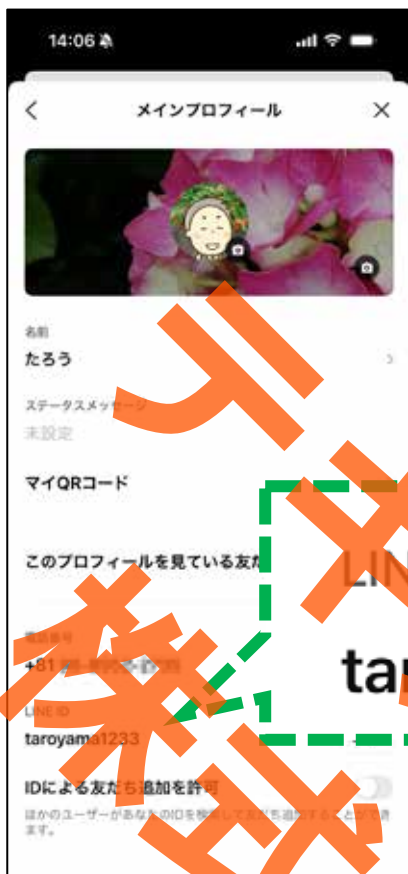 14:06
メインプロフィール
名前
たろう
ステータスメッセージ
未設定
マイQRコード
このプロフィールを見ている友だ
LIN
電話番号
+81
tar
LINE ID
taroyama1233
IDによる友だち追加を許可
ほかのユーザーがあなたのIDを検索して友だち追加することができ
ます。
テキ
株式